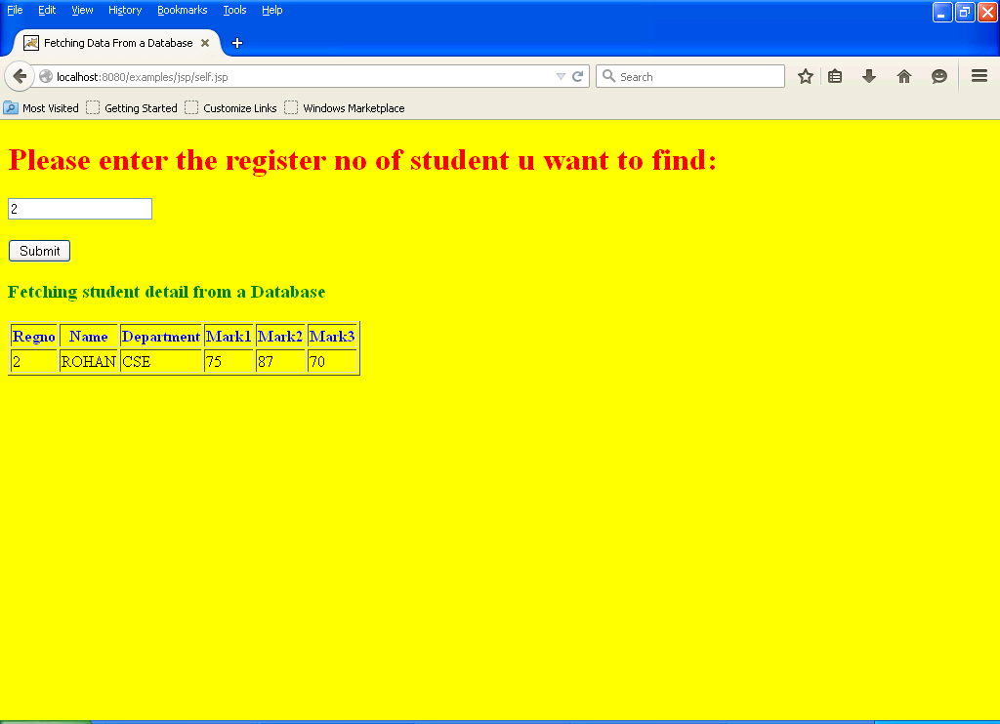 File Edit View History Bookmarks Tools Help
Fetching Data From a Database
localhost:8080/examples/jsp/self.jsp Search
Most Visited Getting Started Customize Links Windows Marketplace
Please enter the register no of student u want to find:
2
Submit
Fetching student detail from a Database
Regno Name Department Mark1 Mark2 Mark3
2 ROHAN CSE 75 87 70